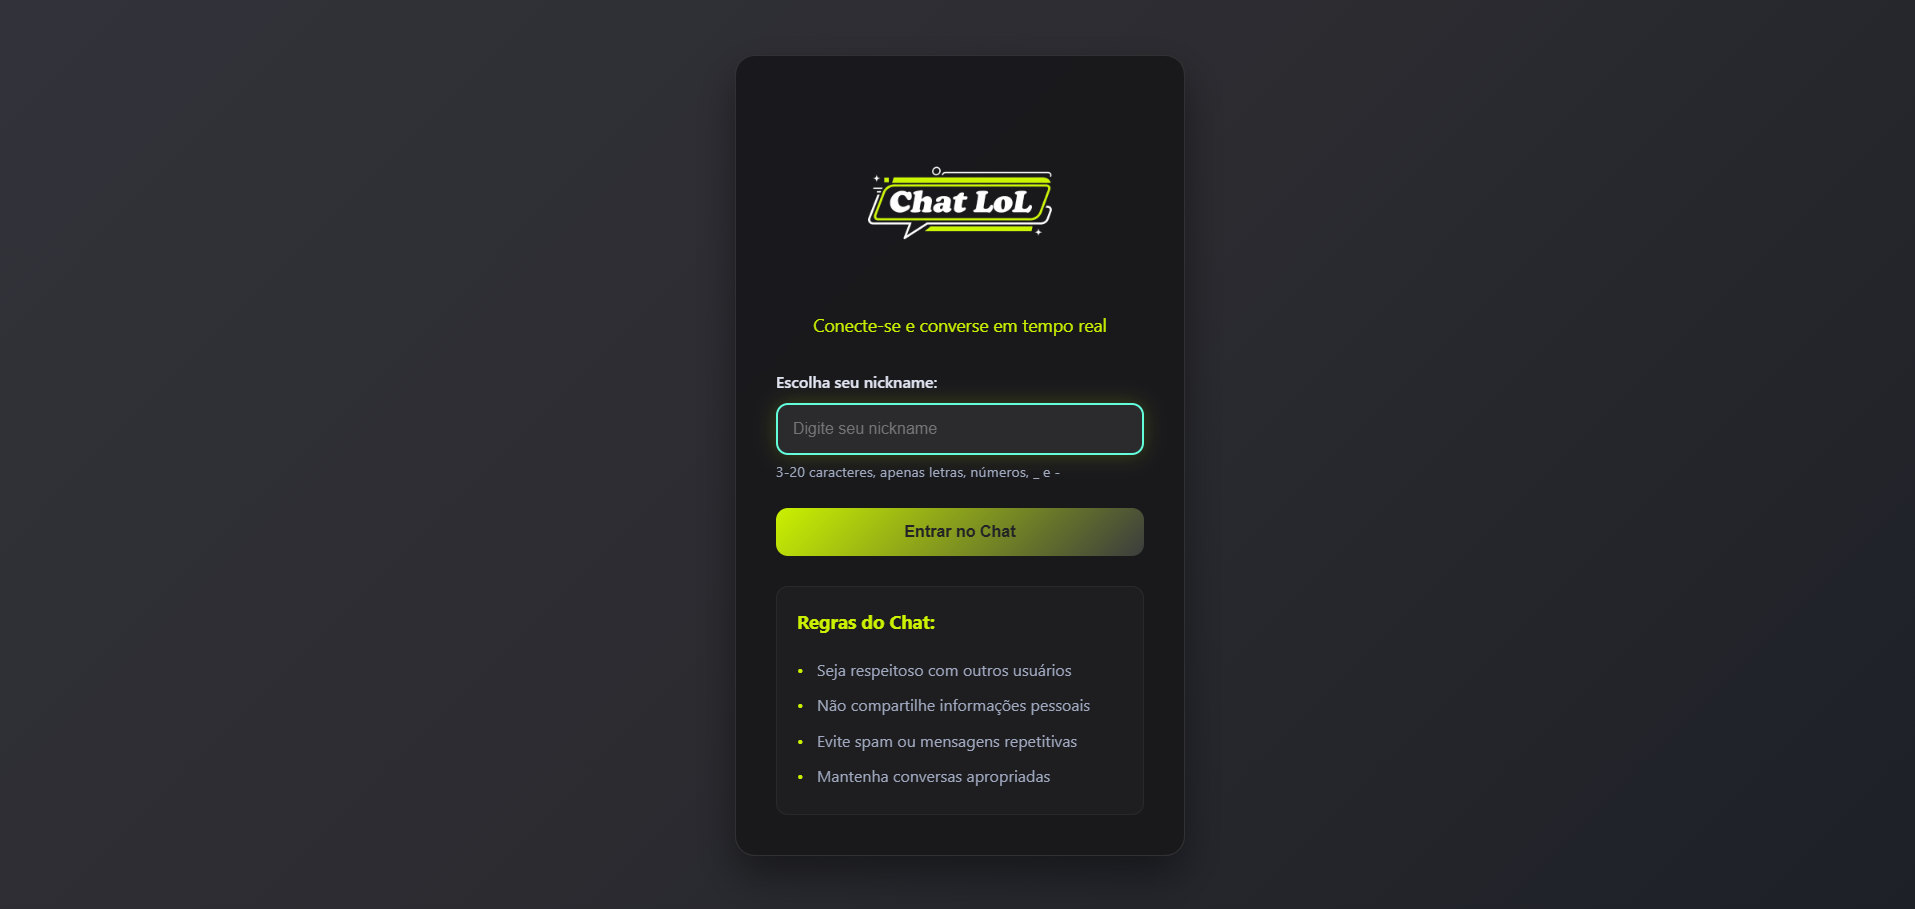 Chat LoL
Conecte-se e converse em tempo real
Escolha seu nickname:
Digite seu nickname
3-20 caracteres, apenas letras, números, _ e -
Entrar no Chat
Regras do Chat:
• Seja respeitoso com outros usuários
• Não compartilhe informações pessoais
• Evite spam ou mensagens repetitivas
• Mantenha conversas apropriadas